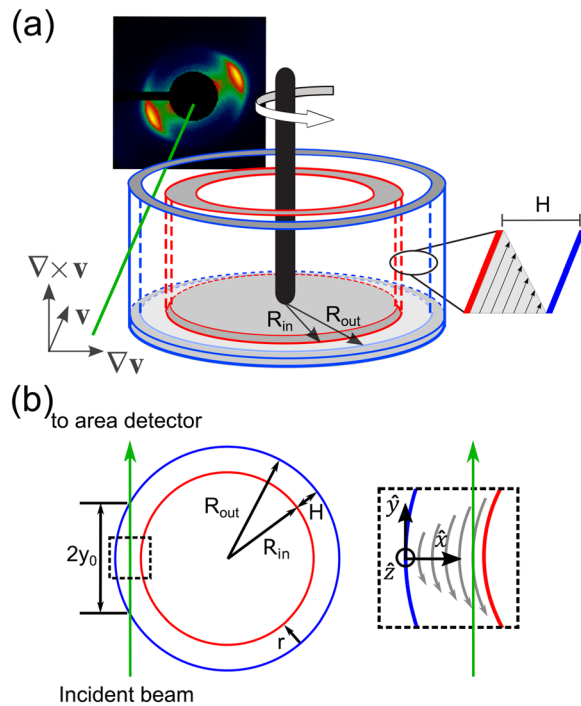 (a)
H
∇×v
v
∇v
R_in
R_out
(b)
to area detector
R_out
H
R_in
2y_0
r
ŷ
x̂
ẑ
Incident beam